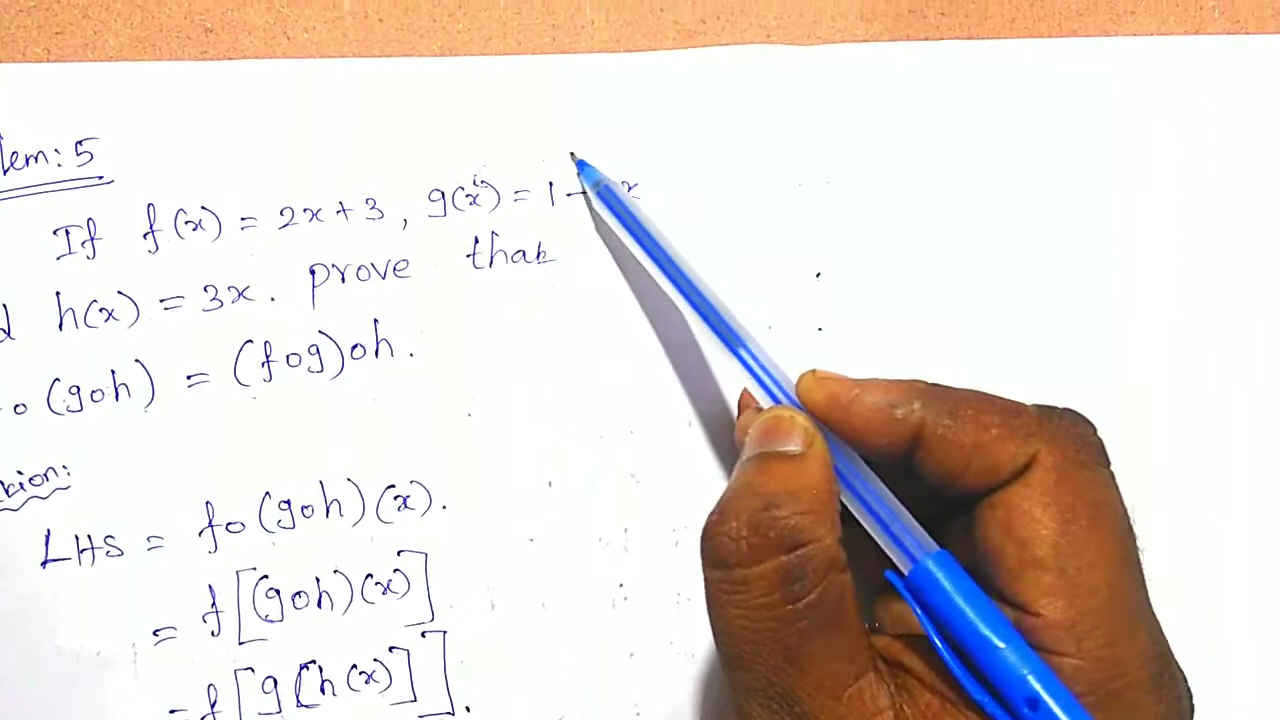 lem: 5
If f(x) = 2x + 3, g(x) = 1 - x
h(x) = 3x. prove that
o (goh) = (fog)oh.
tion:
LHS = fo(goh)(x).
= f[(goh)(x)]
= f[g[h(x)]].